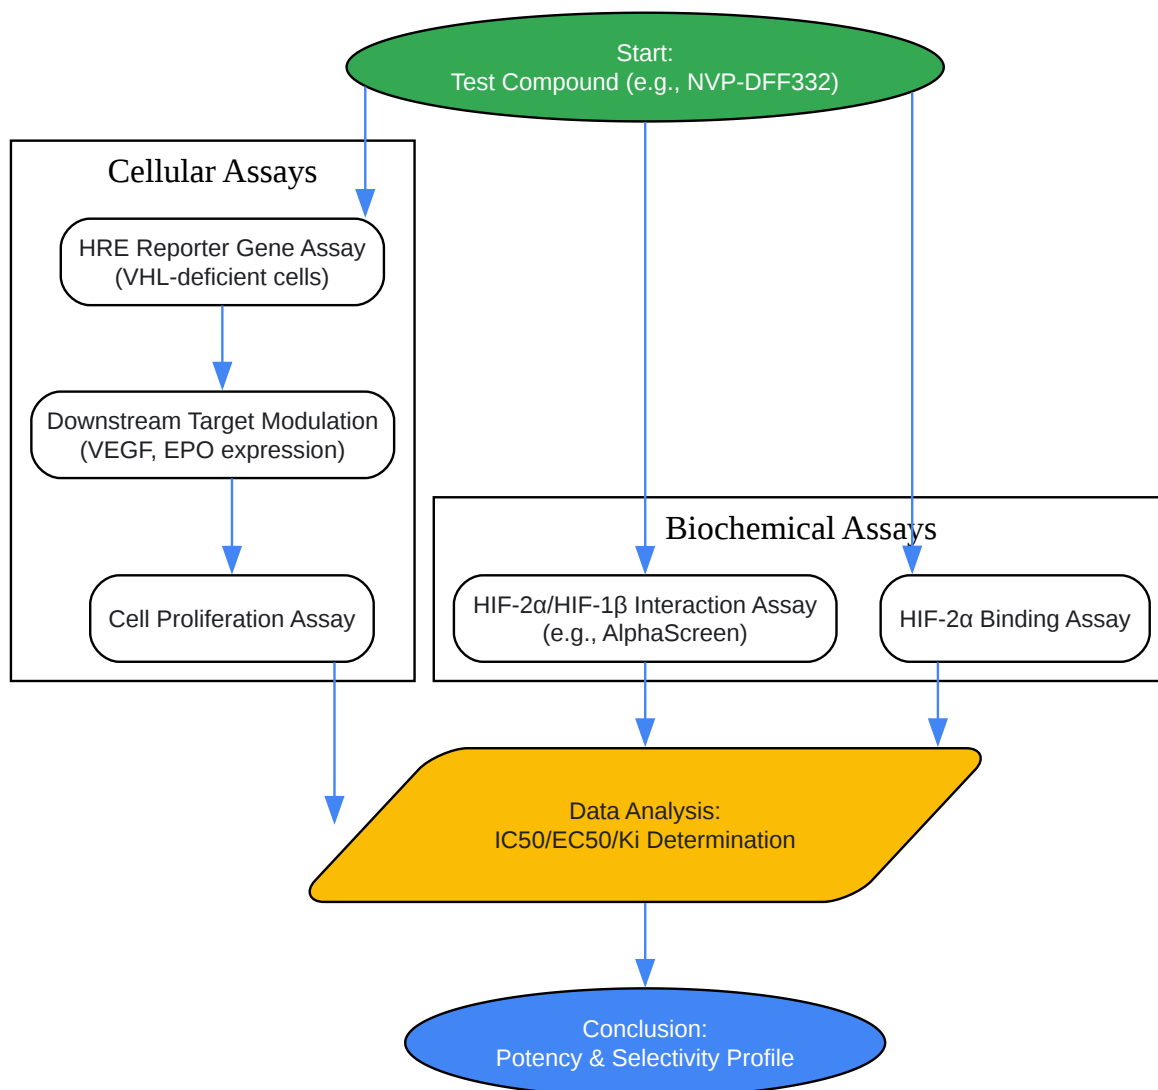 Start:
Test Compound (e.g., NVP-DFF332)
Cellular Assays
HRE Reporter Gene Assay
(VHL-deficient cells)
Downstream Target Modulation
(VEGF, EPO expression)
Cell Proliferation Assay
Biochemical Assays
HIF-2α/HIF-1β Interaction Assay
(e.g., AlphaScreen)
HIF-2α Binding Assay
Data Analysis:
IC50/EC50/Ki Determination
Conclusion:
Potency & Selectivity Profile